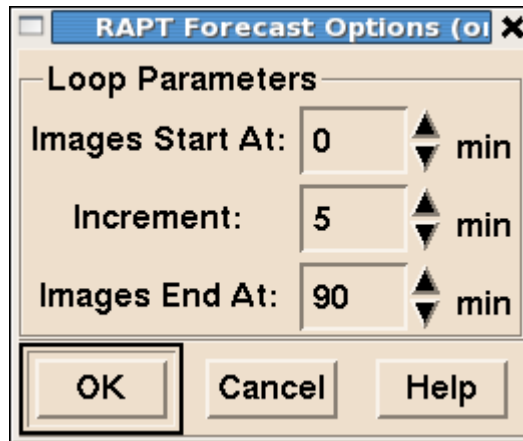 RAPT Forecast Options (or
Loop Parameters
Images Start At: 0 min
Increment: 5 min
Images End At: 90 min
OK Cancel Help